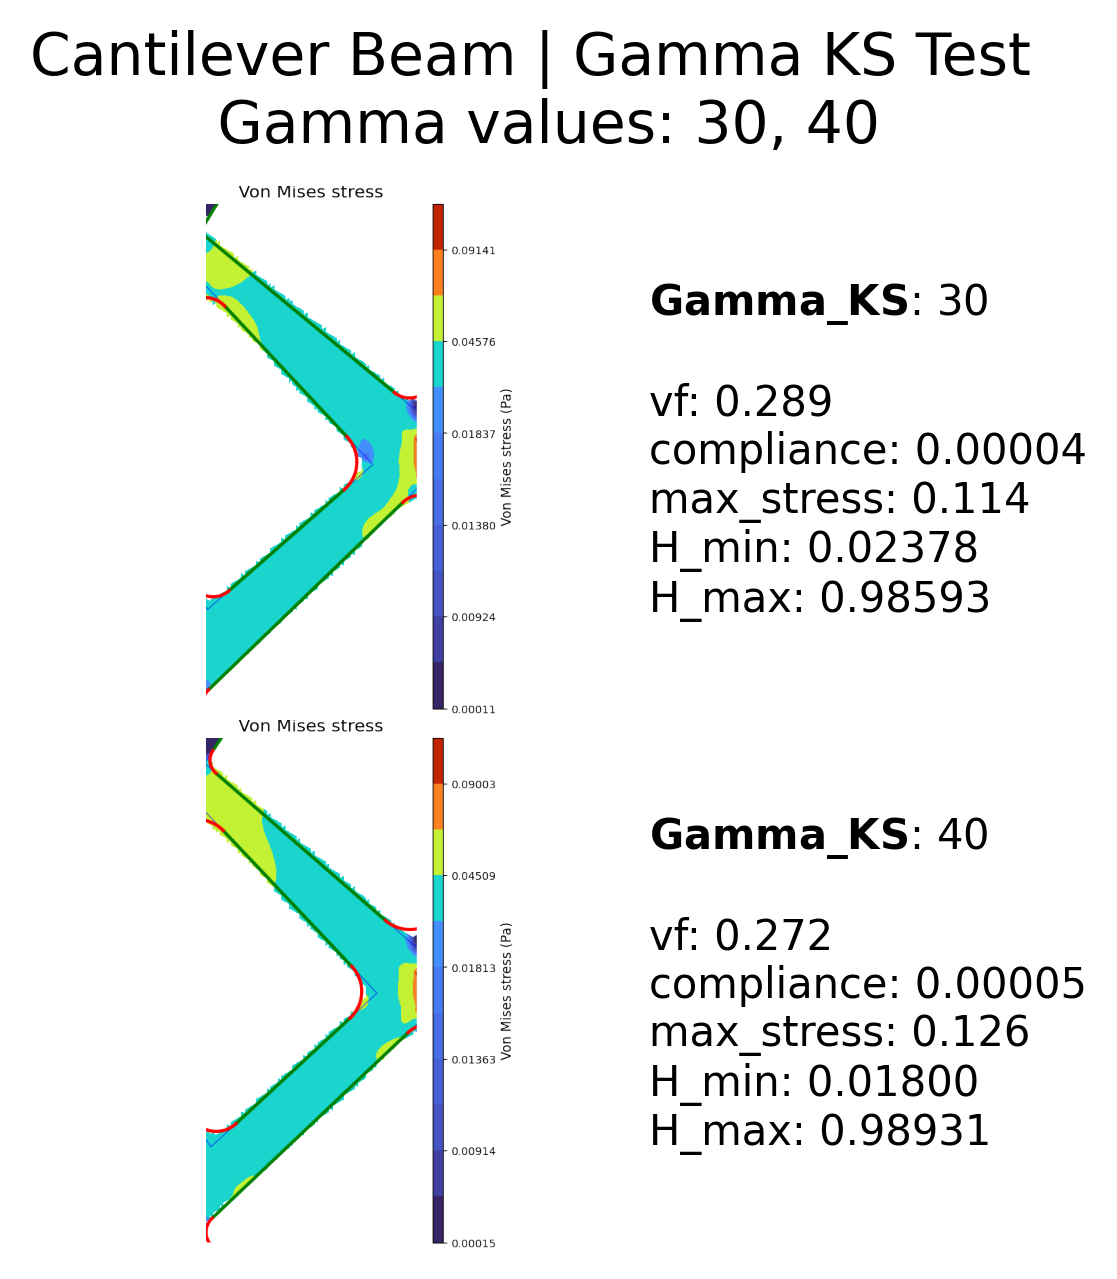 Cantilever Beam | Gamma KS Test
Gamma values: 30, 40
Von Mises stress
0.09141
0.04576
0.01837
0.01380
0.00924
0.00011
Von Mises stress (Pa)
Gamma_KS: 30
vf: 0.289
compliance: 0.00004
max_stress: 0.114
H_min: 0.02378
H_max: 0.98593
Von Mises stress
0.09003
0.04509
0.01813
0.01363
0.00914
0.00015
Von Mises stress (Pa)
Gamma_KS: 40
vf: 0.272
compliance: 0.00005
max_stress: 0.126
H_min: 0.01800
H_max: 0.98931